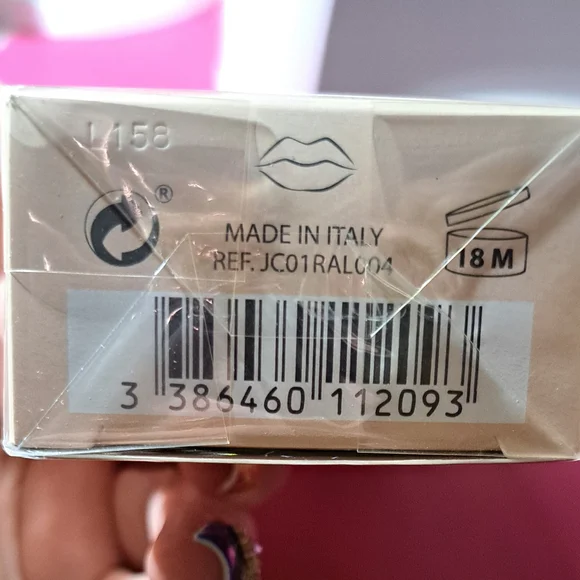 L158
®
MADE IN ITALY
REF. JC01RAL004
18 M
3 386460 112093